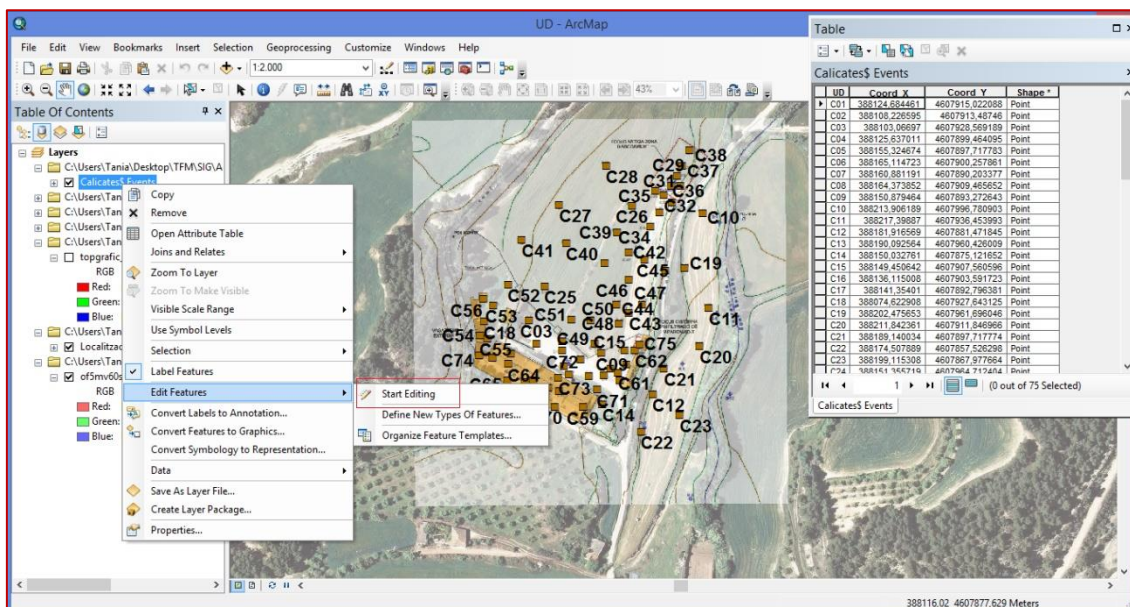 UD - ArcMap
File Edit View Bookmarks Insert Selection Geoprocessing Customize Windows Help
1:2.000
43%
Table Of Contents
Layers
C:\Users\Tania\Desktop\TFM\SIG\A
Calicates$ Events
C:\Users\Tan
C:\Users\Tan
C:\Users\Tan
C:\Users\Tan
topgrafic_
RGB
Red:
Green:
Blue:
C:\Users\Tan
Localitzac
C:\Users\Tan
of5mv60s
RGB
Red:
Green:
Blue:
Copy
Remove
Open Attribute Table
Joins and Relates
Zoom To Layer
Zoom To Make Visible
Visible Scale Range
Use Symbol Levels
Selection
Label Features
Edit Features
Convert Labels to Annotation...
Convert Features to Graphics...
Convert Symbology to Representation...
Data
Save As Layer File...
Create Layer Package...
Properties...
Start Editing
Define New Types Of Features...
Organize Feature Templates...
C38
C29
C37
C28
C31
C36
C35
C32
C27
C26
C10
C39
C34
C41
C40
C42
C45
C19
C52
C25
C46
C47
C56
C53
C51
C50
C44
C11
C54
C18
C03
C48
C43
C49
C15
C75
C74
C55
C72
C62
C20
C64
C09
C73
C61
C21
C71
C12
C59
C14
C23
C22
Table
Calicates$ Events
UD Coord_X Coord_Y Shape *
C01 388124,684461 4607915,022088 Point
C02 388108,226595 4607913,48746 Point
C03 388103,06697 4607928,569189 Point
C04 388125,637011 4607899,464095 Point
C05 388155,324674 4607897,717783 Point
C06 388165,114723 4607900,257861 Point
C07 388160,881191 4607890,203377 Point
C08 388164,373852 4607909,465652 Point
C09 388150,879464 4607893,272643 Point
C10 388213,906189 4607996,780903 Point
C11 388217,39887 4607936,453993 Point
C12 388181,916569 4607881,471845 Point
C13 388190,092564 4607960,426009 Point
C14 388150,032761 4607875,121652 Point
C15 388149,450642 4607907,560596 Point
C16 388136,115008 4607903,591723 Point
C17 388141,35401 4607892,796381 Point
C18 388074,622908 4607927,643125 Point
C19 388202,475653 4607961,696046 Point
C20 388211,842361 4607911,846966 Point
C21 388189,140034 4607897,717774 Point
C22 388174,507889 4607857,526298 Point
C23 388199,115308 4607867,977664 Point
C24 388151,355719 4607964,712404 Point
1 (0 out of 75 Selected)
Calicates$ Events
388116,02 4607877,629 Meters